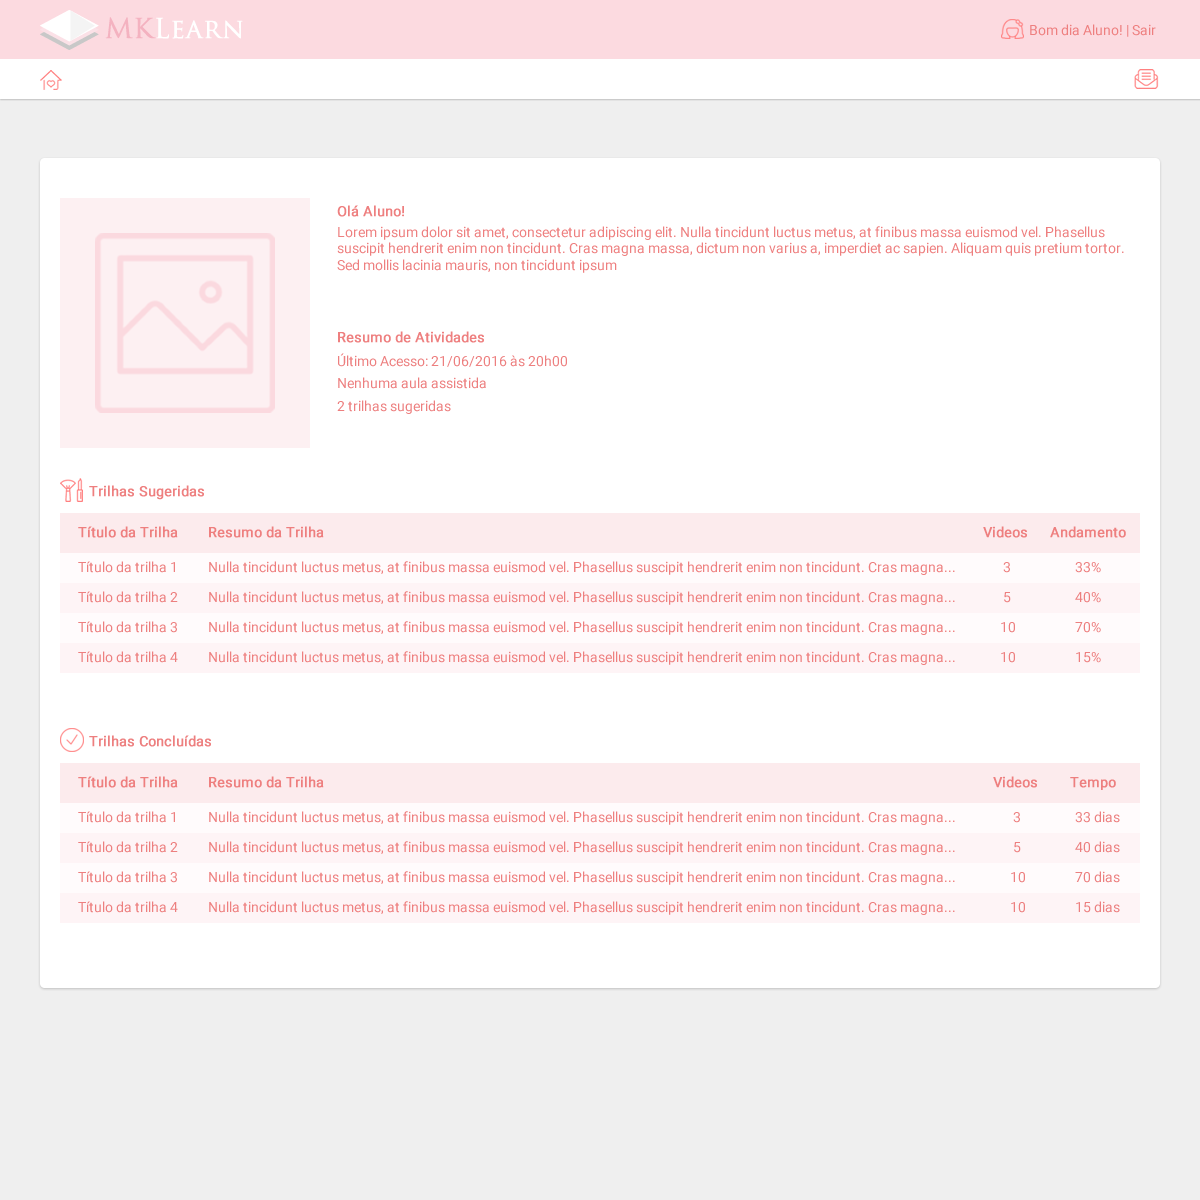 MKLEARN
Bom dia Aluno! | Sair
Olá Aluno!
Lorem ipsum dolor sit amet, consectetur adipiscing elit. Nulla tincidunt luctus metus, at finibus massa euismod vel. Phasellus
suscipit hendrerit enim non tincidunt. Cras magna massa, dictum non varius a, imperdiet ac sapien. Aliquam quis pretium tortor.
Sed mollis lacinia mauris, non tincidunt ipsum
Resumo de Atividades
Último Acesso: 21/06/2016 às 20h00
Nenhuma aula assistida
2 trilhas sugeridas
Trilhas Sugeridas
Título da Trilha Resumo da Trilha Videos Andamento
Título da trilha 1 Nulla tincidunt luctus metus, at finibus massa euismod vel. Phasellus suscipit hendrerit enim non tincidunt. Cras magna... 3 33%
Título da trilha 2 Nulla tincidunt luctus metus, at finibus massa euismod vel. Phasellus suscipit hendrerit enim non tincidunt. Cras magna... 5 40%
Título da trilha 3 Nulla tincidunt luctus metus, at finibus massa euismod vel. Phasellus suscipit hendrerit enim non tincidunt. Cras magna... 10 70%
Título da trilha 4 Nulla tincidunt luctus metus, at finibus massa euismod vel. Phasellus suscipit hendrerit enim non tincidunt. Cras magna... 10 15%
Trilhas Concluídas
Título da Trilha Resumo da Trilha Videos Tempo
Título da trilha 1 Nulla tincidunt luctus metus, at finibus massa euismod vel. Phasellus suscipit hendrerit enim non tincidunt. Cras magna... 3 33 dias
Título da trilha 2 Nulla tincidunt luctus metus, at finibus massa euismod vel. Phasellus suscipit hendrerit enim non tincidunt. Cras magna... 5 40 dias
Título da trilha 3 Nulla tincidunt luctus metus, at finibus massa euismod vel. Phasellus suscipit hendrerit enim non tincidunt. Cras magna... 10 70 dias
Título da trilha 4 Nulla tincidunt luctus metus, at finibus massa euismod vel. Phasellus suscipit hendrerit enim non tincidunt. Cras magna... 10 15 dias